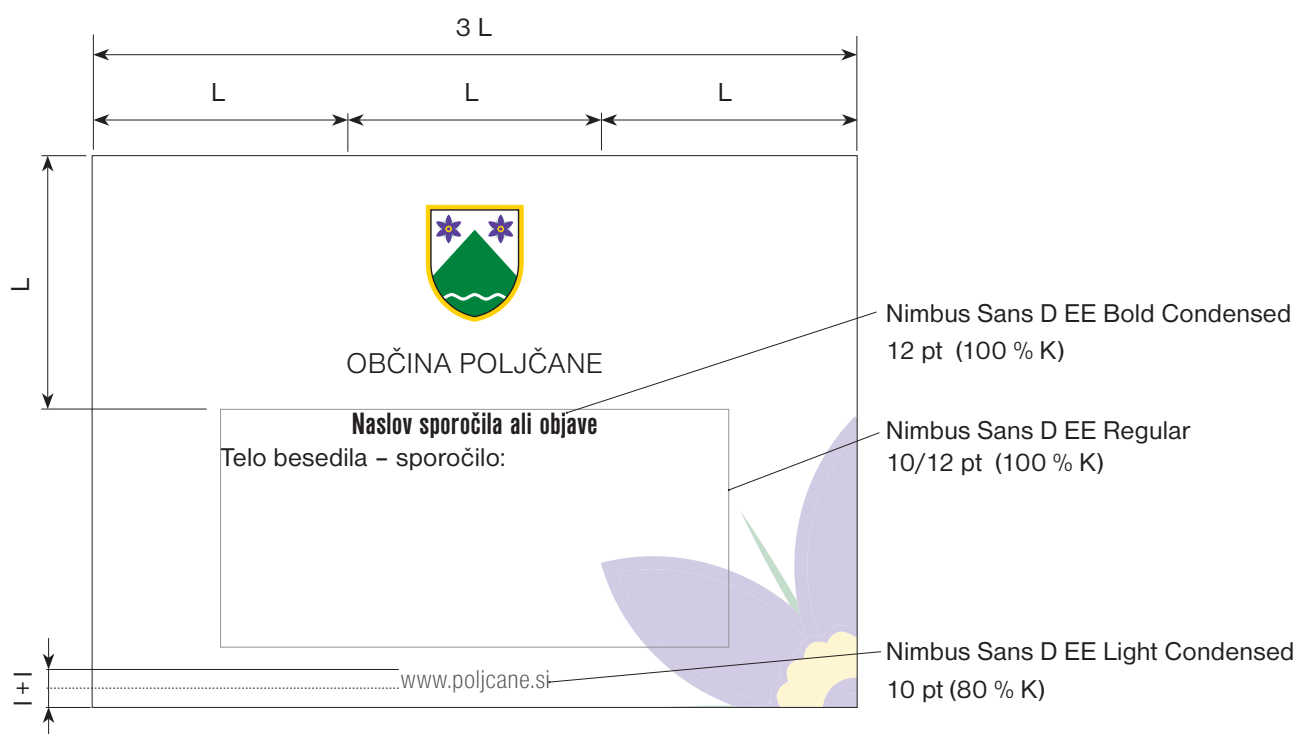 3 L
L L L
L
OBČINA POLJČANE
Naslov sporočila ali objave
Telo besedila – sporočilo:
www.poljcane.si
l + l
Nimbus Sans D EE Bold Condensed
12 pt (100 % K)
Nimbus Sans D EE Regular
10/12 pt (100 % K)
Nimbus Sans D EE Light Condensed
10 pt (80 % K)